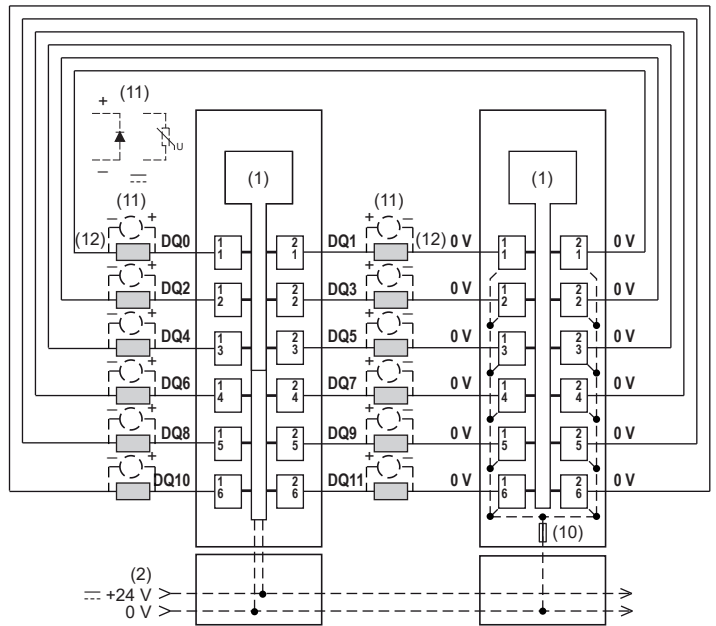 (11)
+
U
−
(1)
(1)
(11)
(11)
− +
+ −
(12) DQ0 1 1 2 1 DQ1 (12) 0 V 1 1 2 1 0 V
− +
+ −
DQ2 1 2 2 2 DQ3 0 V 1 2 2 2 0 V
− +
+ −
DQ4 1 3 2 3 DQ5 0 V 1 3 2 3 0 V
− +
+ −
DQ6 1 4 2 4 DQ7 0 V 1 4 2 4 0 V
− +
+ −
DQ8 1 5 2 5 DQ9 0 V 1 5 2 5 0 V
− +
+ −
DQ10 1 6 2 6 DQ11 0 V 1 6 2 6 0 V
(10)
(2)
+24 V
0 V